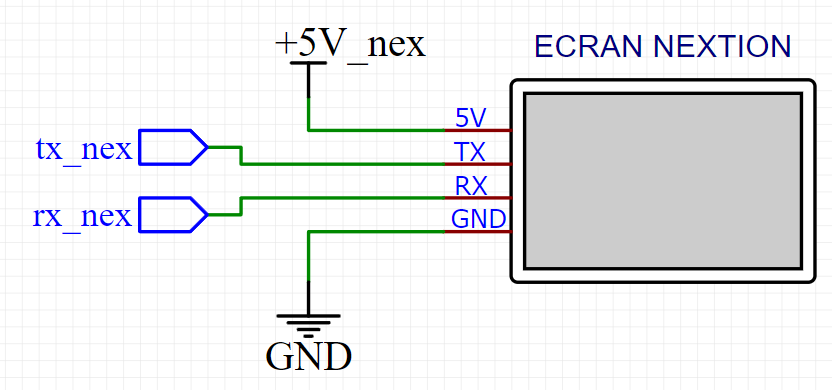 +5V_nex
ECRAN NEXTION
5V
tx_nex
TX
RX
rx_nex
GND
GND